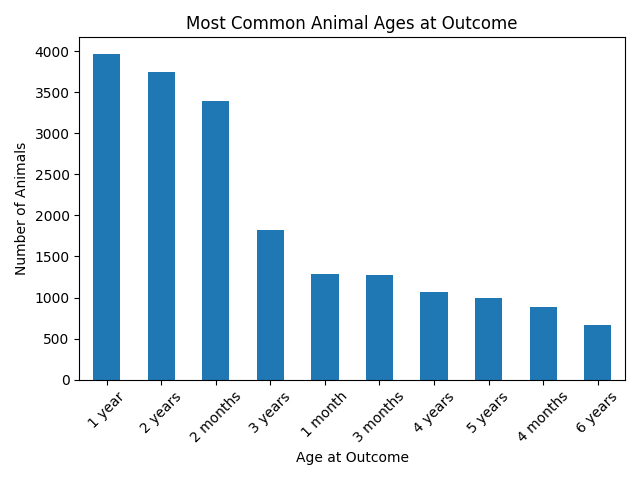 Most Common Animal Ages at Outcome
Number of Animals
4000
3500
3000
2500
2000
1500
1000
500
0
1 year
2 years
2 months
3 years
1 month
3 months
4 years
5 years
4 months
6 years
Age at Outcome